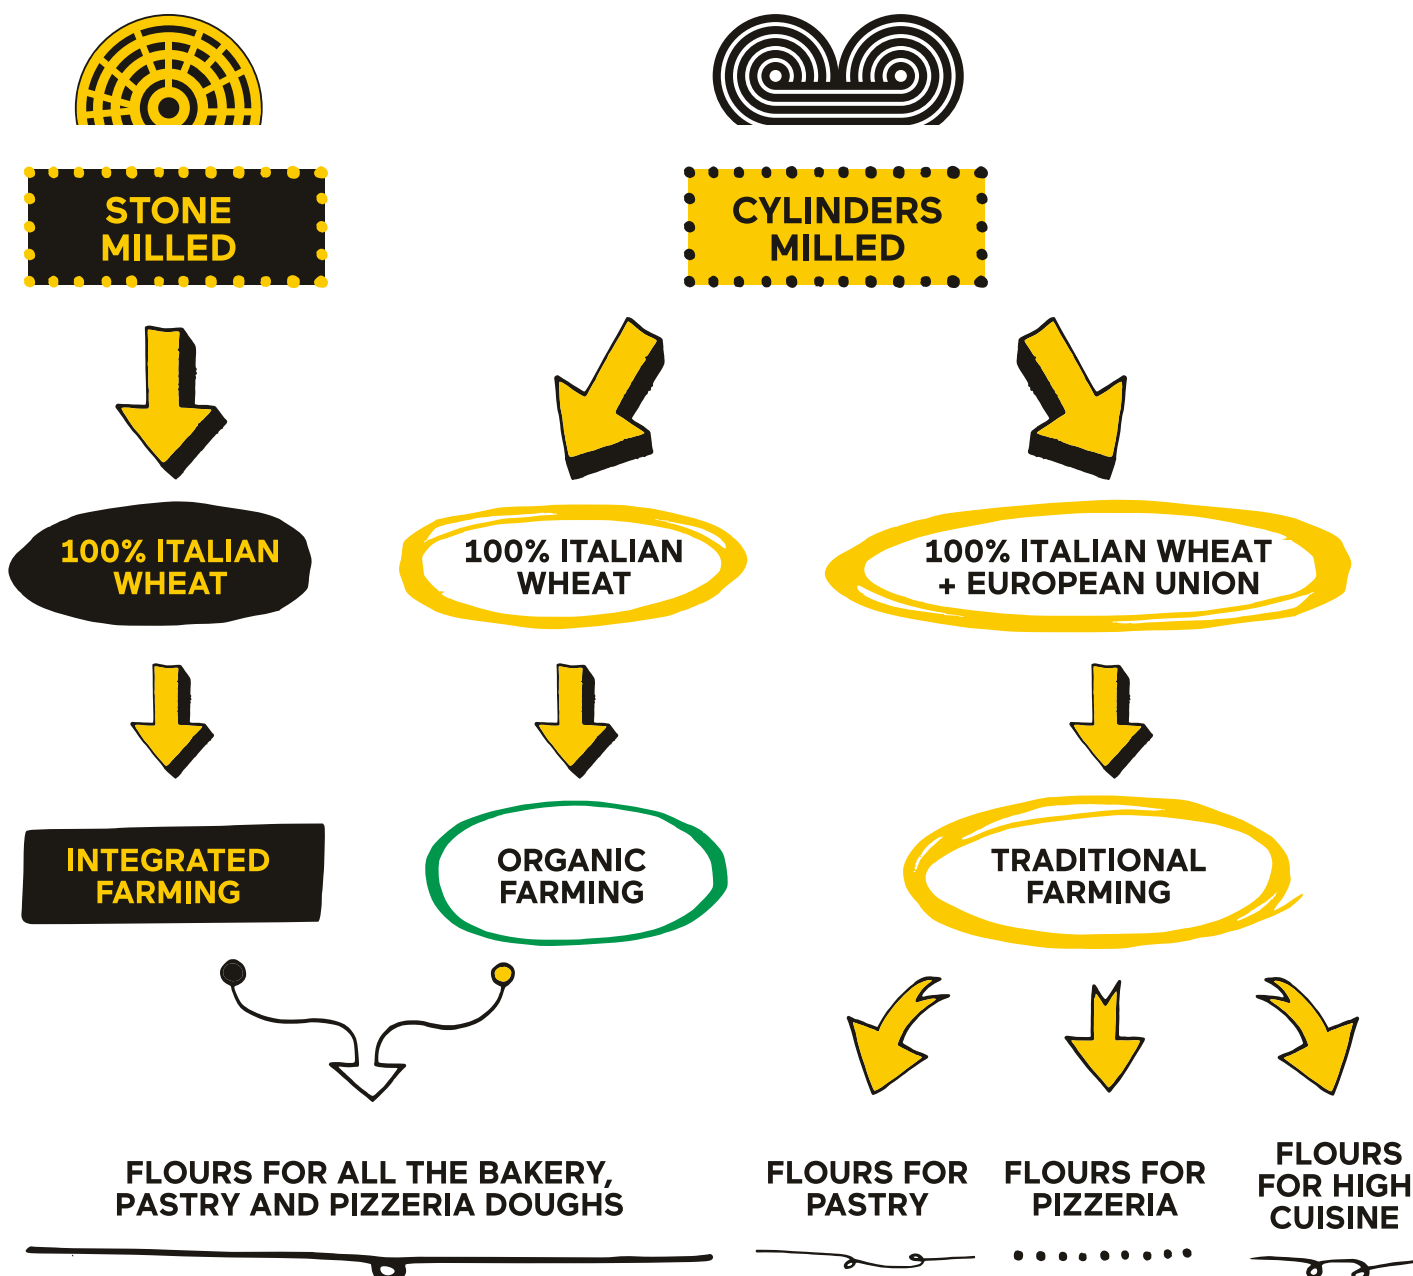 STONE
MILLED
CYLINDERS
MILLED
100% ITALIAN
WHEAT
100% ITALIAN
WHEAT
100% ITALIAN WHEAT
+ EUROPEAN UNION
INTEGRATED
FARMING
ORGANIC
FARMING
TRADITIONAL
FARMING
FLOURS FOR ALL THE BAKERY,
PASTRY AND PIZZERIA DOUGHS
FLOURS FOR
PASTRY
FLOURS FOR
PIZZERIA
FLOURS
FOR HIGH
CUISINE